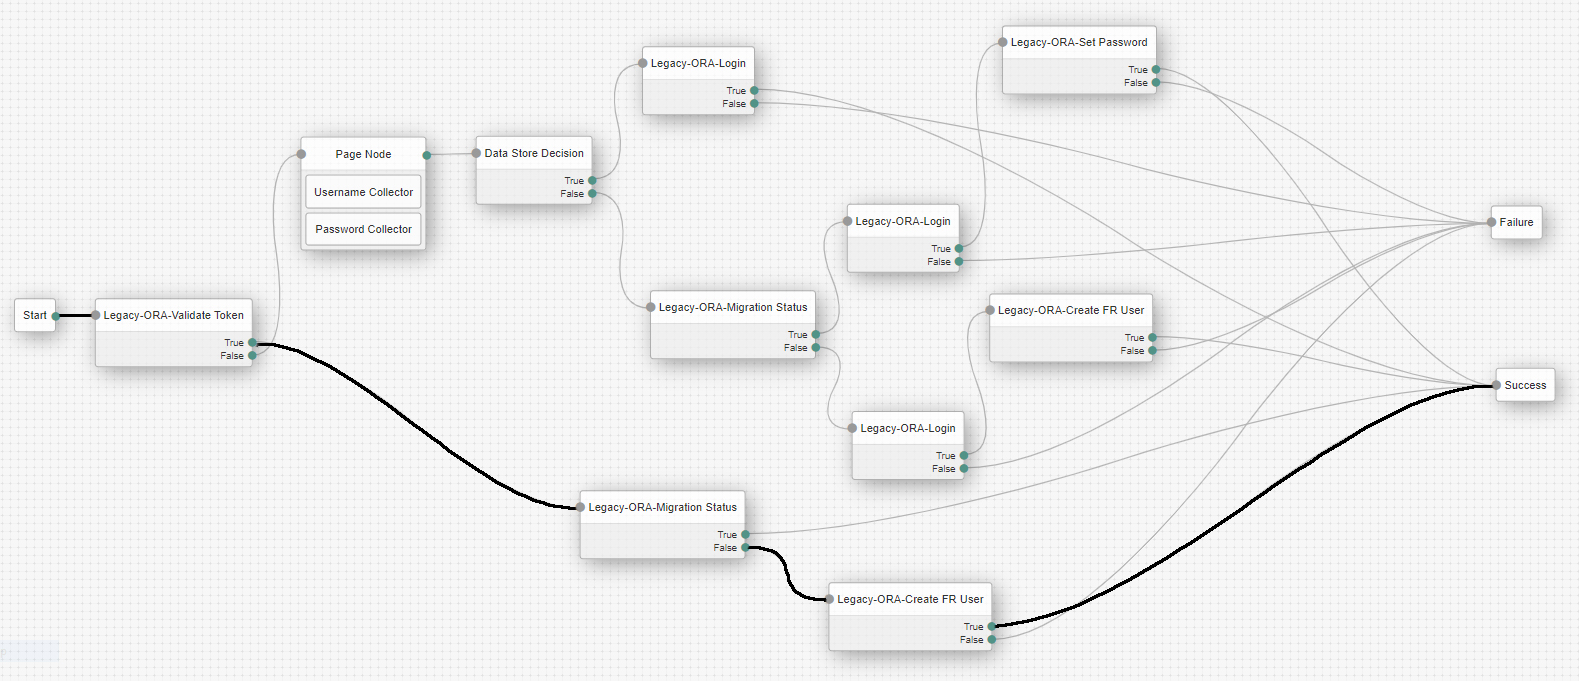 Start
Legacy-ORA-Validate Token
True
False
Page Node
Username Collector
Password Collector
Data Store Decision
True
False
Legacy-ORA-Login
True
False
Legacy-ORA-Migration Status
True
False
Legacy-ORA-Login
True
False
Legacy-ORA-Set Password
True
False
Legacy-ORA-Login
True
False
Legacy-ORA-Create FR User
True
False
Legacy-ORA-Migration Status
True
False
Legacy-ORA-Create FR User
True
False
Failure
Success